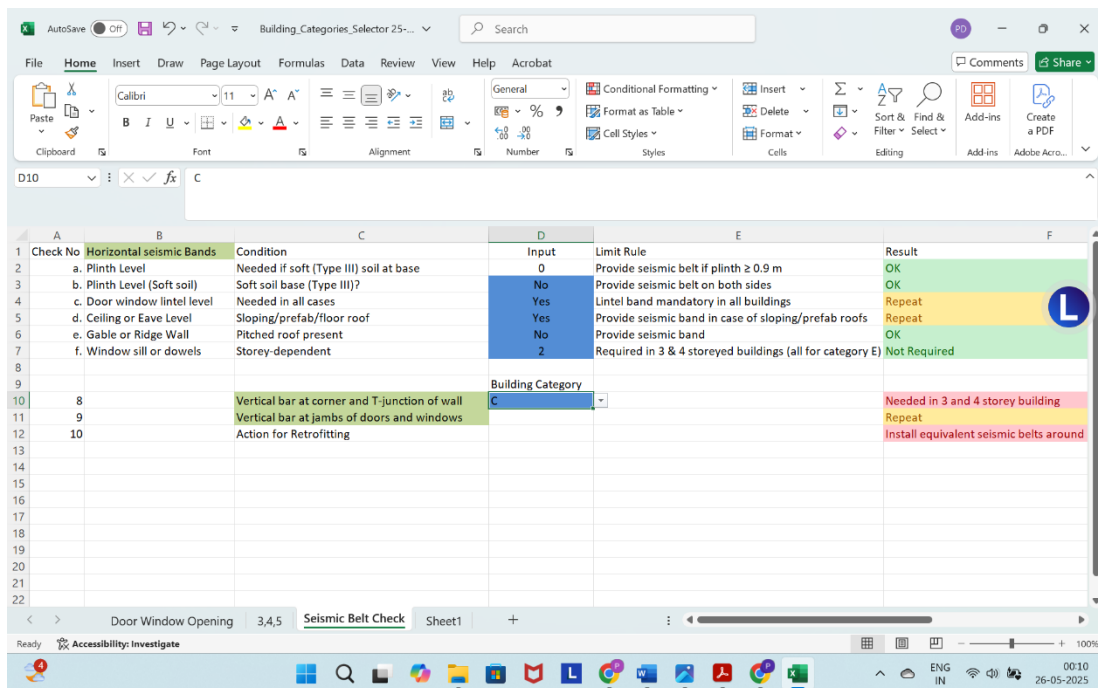 AutoSave Off Building_Categories_Selector 25-... Search PD
File Home Insert Draw Page Layout Formulas Data Review View Help Acrobat Comments Share
Paste Calibri 11 A^ A˅ ab c General Conditional Formatting Insert Sort & Filter Find & Select Add-ins Create a PDF
B I U A % 9 Format as Table Delete
.00 .0 Cell Styles Format
Clipboard Font Alignment Number Styles Cells Editing Add-ins Adobe Acro...
D10 fx C
A B C D E F
1 Check No Horizontal seismic Bands Condition Input Limit Rule Result
2 a. Plinth Level Needed if soft (Type III) soil at base 0 Provide seismic belt if plinth ≥ 0.9 m OK
3 b. Plinth Level (Soft soil) Soft soil base (Type III)? No Provide seismic belt on both sides OK
4 c. Door window lintel level Needed in all cases Yes Lintel band mandatory in all buildings Repeat
5 d. Ceiling or Eave Level Sloping/prefab/floor roof Yes Provide seismic band in case of sloping/prefab roofs Repeat
6 e. Gable or Ridge Wall Pitched roof present No Provide seismic band OK
7 f. Window sill or dowels Storey-dependent 2 Required in 3 & 4 storeyed buildings (all for category E) Not Required
8
9 Building Category
10 8 Vertical bar at corner and T-junction of wall C Needed in 3 and 4 storey building
11 9 Vertical bar at jambs of doors and windows Repeat
12 10 Action for Retrofitting Install equivalent seismic belts around
13
14
15
16
17
18
19
20
21
22
L
Door Window Opening 3,4,5 Seismic Belt Check Sheet1 +
Ready Accessibility: Investigate 100%
4 L ENG IN 00:10 26-05-2025